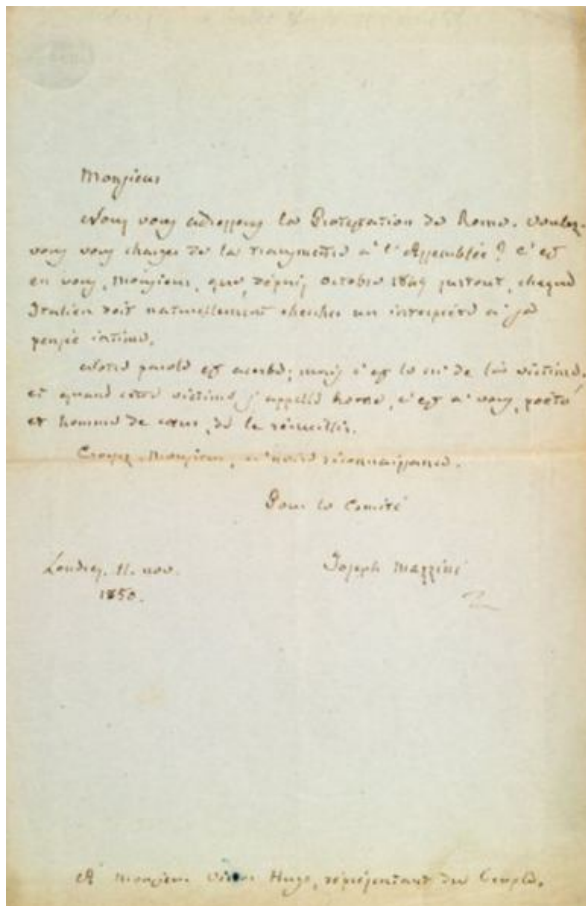 Monsieur
Nous vous adressons la Protestation de Rome. Voulez-
vous vous charger de la transmettre à l'Assemblée? C'est
en vous, Monsieur, que, depuis octobre 1849 surtout, chaque
Italien doit naturellement chercher un interprète à sa
pensée intime.
Notre parole est acerbe; mais c'est le cri de la victime,
et quand cette victime s'appelle Rome, c'est à vous, poëte
et homme de cœur, de le recueillir.
Croyez, Monsieur, à notre réconnaissance.
Pour le Comité
Joseph Mazzini
Londres, 11. nov.
1850.
A Monsieur Victor Hugo, représentant du Peuple.